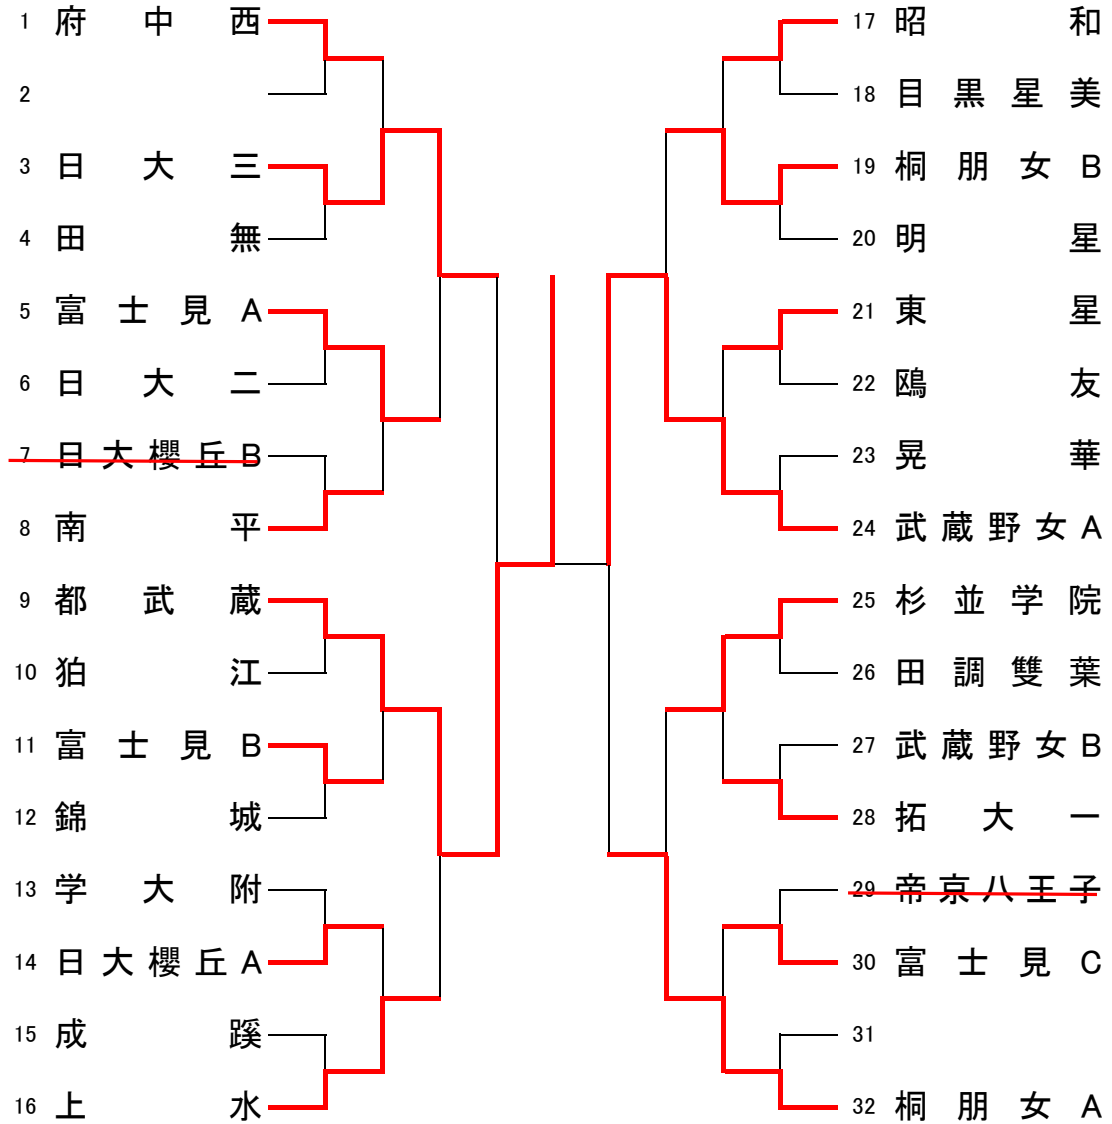 1 府中西
2
3 日大三
4 田無
5 富士見A
6 日大二
7 日大櫻丘B
8 南平
9 都武蔵
10 狛江
11 富士見B
12 錦城
13 学大附
14 日大櫻丘A
15 成蹊
16 上水
17 昭和
18 目黒星美
19 桐朋女B
20 明星
21 東星
22 鴎友
23 晃華
24 武蔵野女A
25 杉並学院
26 田調雙葉
27 武蔵野女B
28 拓大一
29 帝京八王子
30 富士見C
31
32 桐朋女A